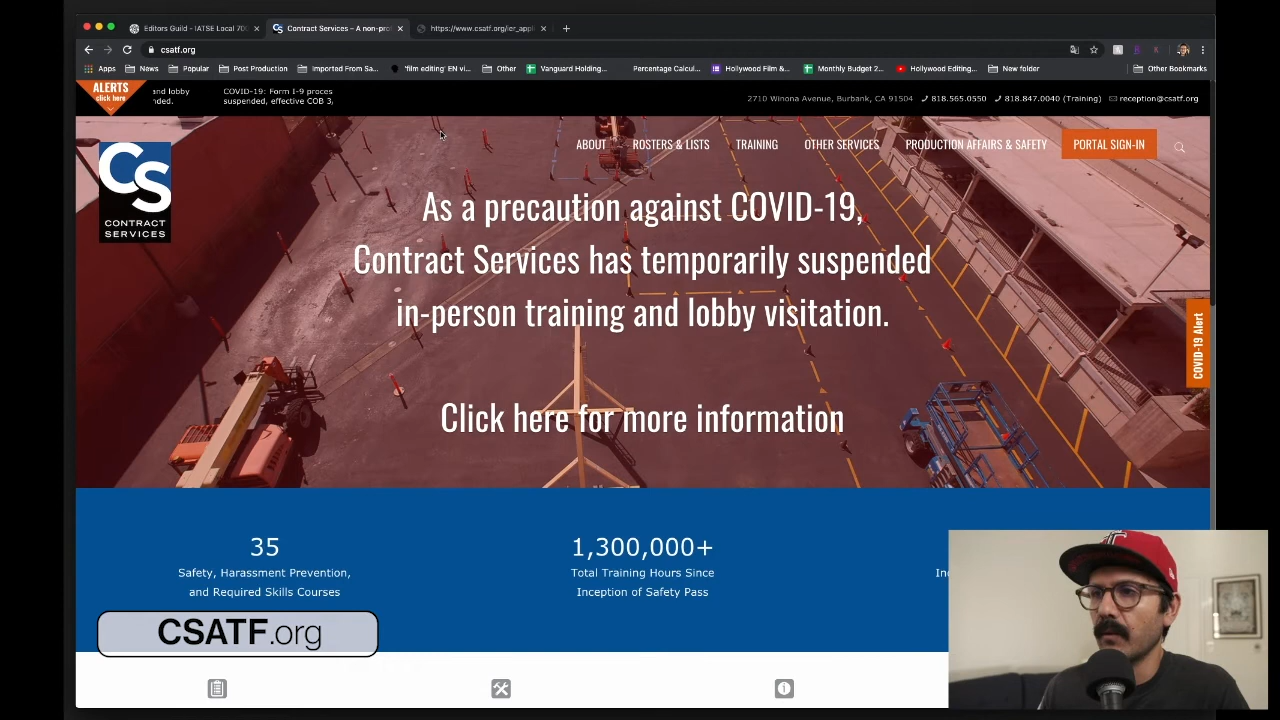 Editors Guild - IATSE Local 70
Contract Services – A non-pro
https://www.csatf.org/ier_appl
csatf.org
Apps
News
Popular
Post Production
Imported From Sa...
'film editing' EN vi...
Other
Vanguard Holding...
Percentage Calcul...
Hollywood Film &...
Monthly Budget 2...
Hollywood Editing...
New folder
Other Bookmarks
ALERTS
click here
and lobby
nded.
COVID-19: Form I-9 proces
suspended, effective COB 3,
2710 Winona Avenue, Burbank, CA 91504
818.565.0550
818.847.0040 (Training)
reception@csatf.org
CS
CONTRACT
SERVICES
ABOUT
ROSTERS & LISTS
TRAINING
OTHER SERVICES
PRODUCTION AFFAIRS & SAFETY
PORTAL SIGN-IN
As a precaution against COVID-19,
Contract Services has temporarily suspended
in-person training and lobby visitation.
Click here for more information
COVID-19 Alert
35
Safety, Harassment Prevention,
and Required Skills Courses
1,300,000+
Total Training Hours Since
Inception of Safety Pass
CSATF.org